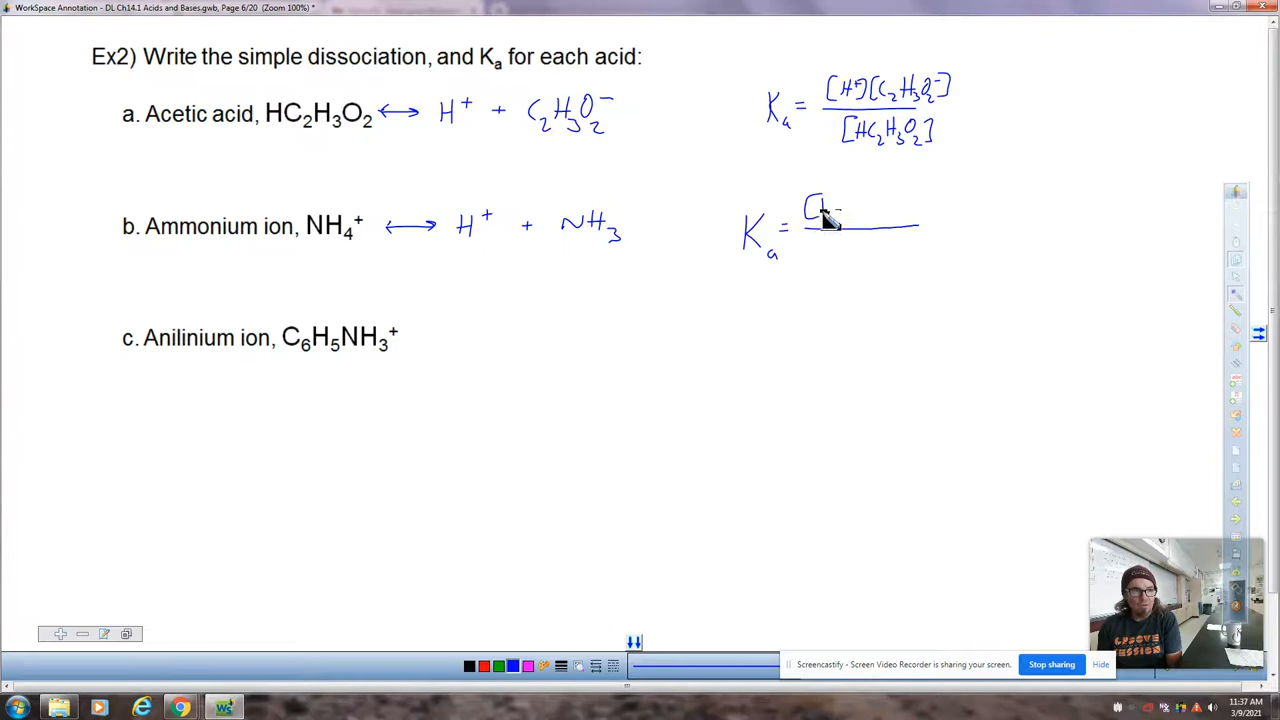 WorkSpace Annotation - DL Ch14.1 Acids and Bases.gwb, Page 6/20 (Zoom 100%) *
Ex2) Write the simple dissociation, and Kₐ for each acid:
a. Acetic acid, HC₂H₃O₂ ⟷ H⁺ + C₂H₃O₂⁻ Kₐ = [H⁺][C₂H₃O₂⁻]
[HC₂H₃O₂]
b. Ammonium ion, NH₄⁺ ⟷ H⁺ + NH₃ Kₐ =
c. Anilinium ion, C₆H₅NH₃⁺
GROOVE
SESSION
Screencastify - Screen Video Recorder is sharing your screen. Stop sharing Hide
11:37 AM
3/9/2021